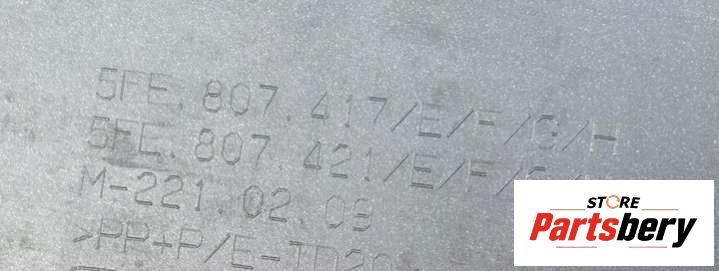 5FE.807.417/E/F/G/H
5FE.807.421/E/F/G/
M-221.02.09
>PP+P/E-TD20
STORE
Partsbery